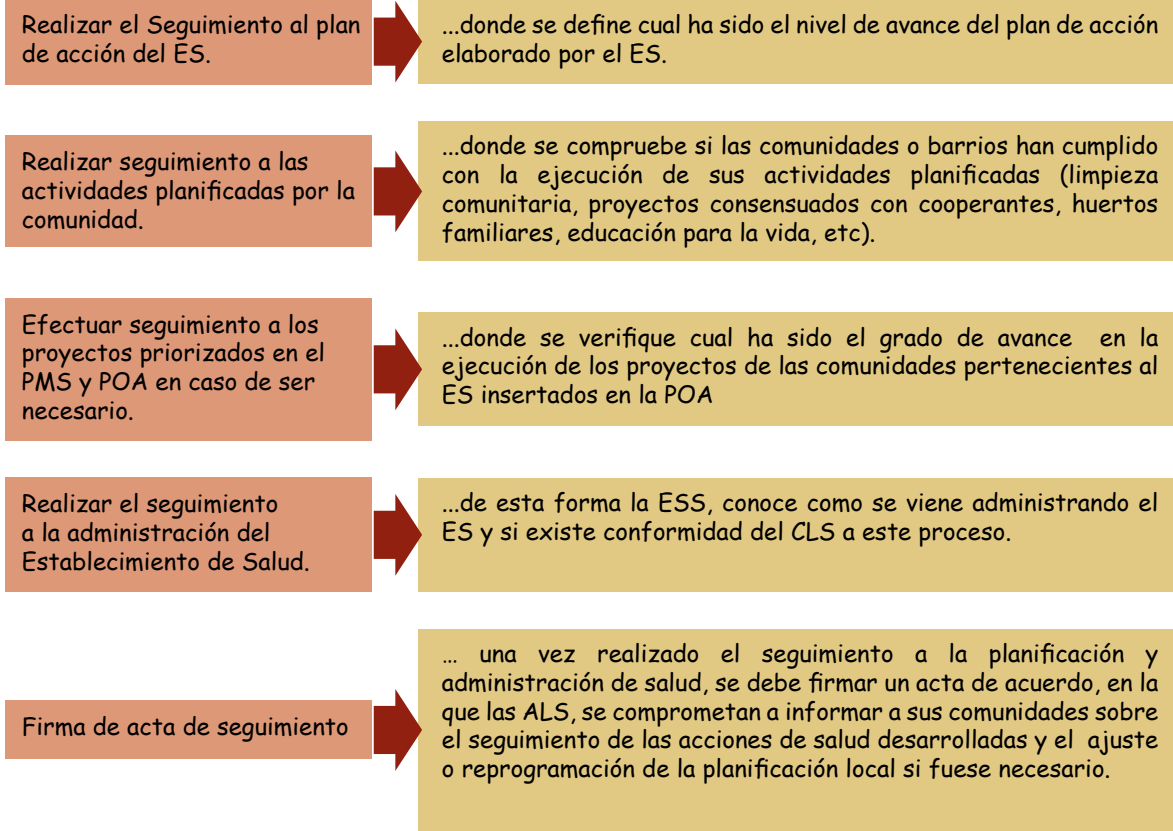 Realizar el Seguimiento al plan
de acción del ES.
...donde se define cual ha sido el nivel de avance del plan de acción
elaborado por el ES.
Realizar seguimiento a las
actividades planificadas por la
comunidad.
...donde se compruebe si las comunidades o barrios han cumplido
con la ejecución de sus actividades planificadas (limpieza
comunitaria, proyectos consensuados con cooperantes, huertos
familiares, educación para la vida, etc).
Efectuar seguimiento a los
proyectos priorizados en el
PMS y POA en caso de ser
necesario.
...donde se verifique cual ha sido el grado de avance en la
ejecución de los proyectos de las comunidades pertenecientes al
ES insertados en la POA
Realizar el seguimiento
a la administración del
Establecimiento de Salud.
...de esta forma la ESS, conoce como se viene administrando el
ES y si existe conformidad del CLS a este proceso.
Firma de acta de seguimiento
... una vez realizado el seguimiento a la planificación y
administración de salud, se debe firmar un acta de acuerdo, en la
que las ALS, se comprometan a informar a sus comunidades sobre
el seguimiento de las acciones de salud desarrolladas y el ajuste
o reprogramación de la planificación local si fuese necesario.